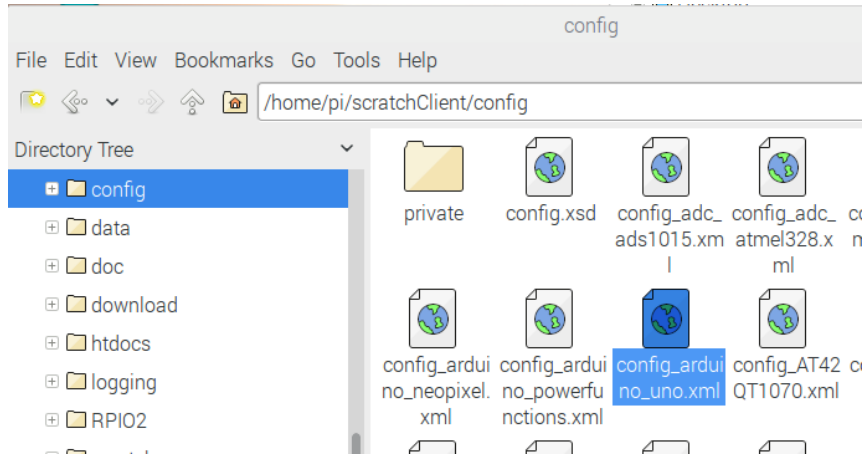 config
File Edit View Bookmarks Go Tools Help
/home/pi/scratchClient/config
Directory Tree
config
data
doc
download
htdocs
logging
RPIO2
private
config.xsd
config_adc_
ads1015.xm
l
config_adc_
atmel328.x
ml
config_ardui
no_neopixel.
xml
config_ardui
no_powerfu
nctions.xml
config_ardui
no_uno.xml
config_AT42
QT1070.xml